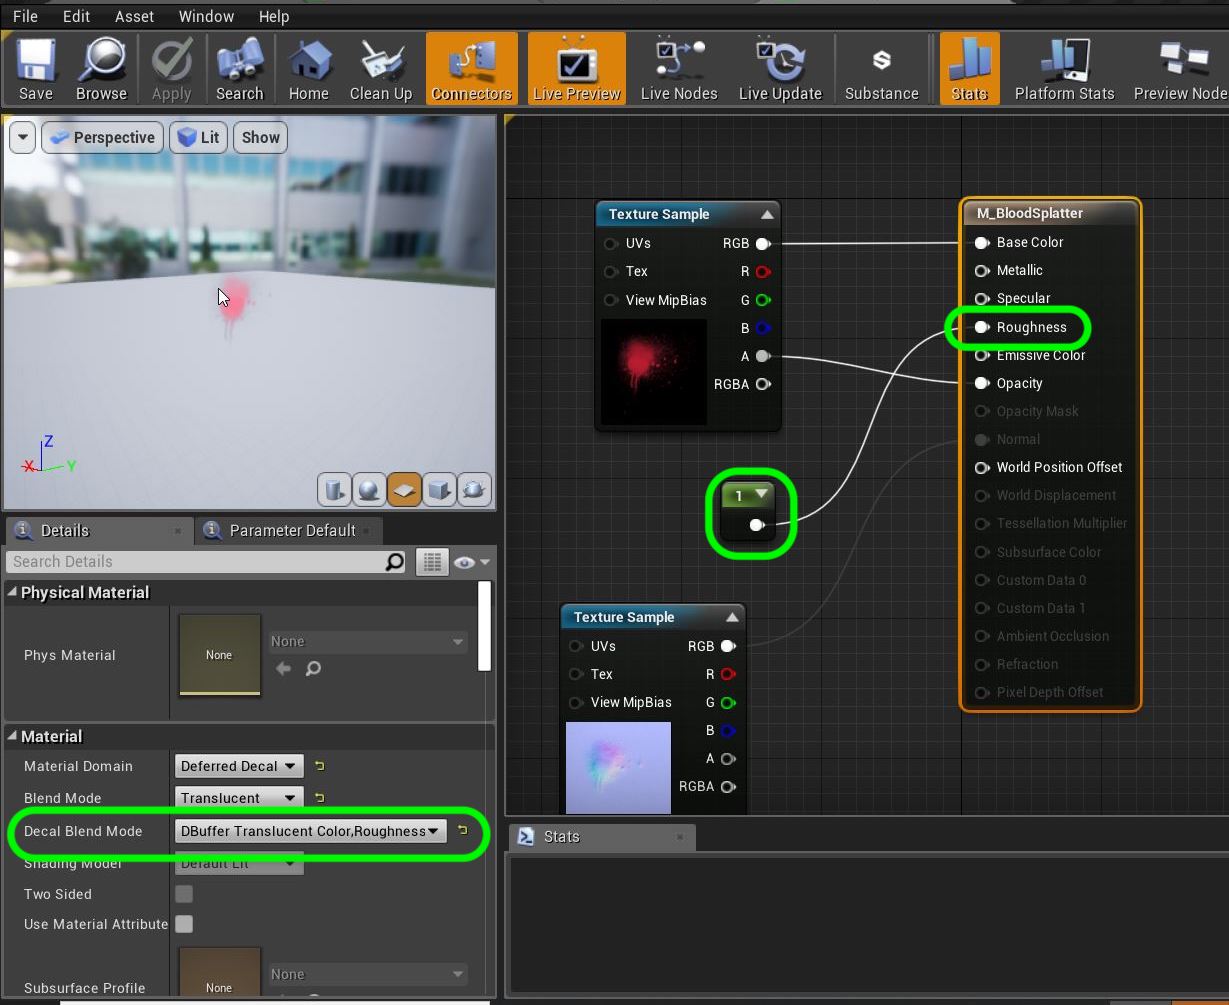 File Edit Asset Window Help
Save Browse Apply Search Home Clean Up Connectors Live Preview Live Nodes Live Update Substance Stats Platform Stats Preview Node
Perspective Lit Show
Z
X Y
Details Parameter Default
Search Details
Physical Material
Phys Material None None
Material
Material Domain Deferred Decal
Blend Mode Translucent
Decal Blend Mode DBuffer Translucent Color,Roughness
Shading Model Default Lit
Two Sided
Use Material Attribute
Subsurface Profile None None
Texture Sample
UVs RGB
Tex R
View MipBias G
B
A
RGBA
1
Texture Sample
UVs RGB
Tex R
View MipBias G
B
A
RGBA
M_BloodSplatter
Base Color
Metallic
Specular
Roughness
Emissive Color
Opacity
Opacity Mask
Normal
World Position Offset
World Displacement
Tessellation Multiplier
Subsurface Color
Custom Data 0
Custom Data 1
Ambient Occlusion
Refraction
Pixel Depth Offset
Stats